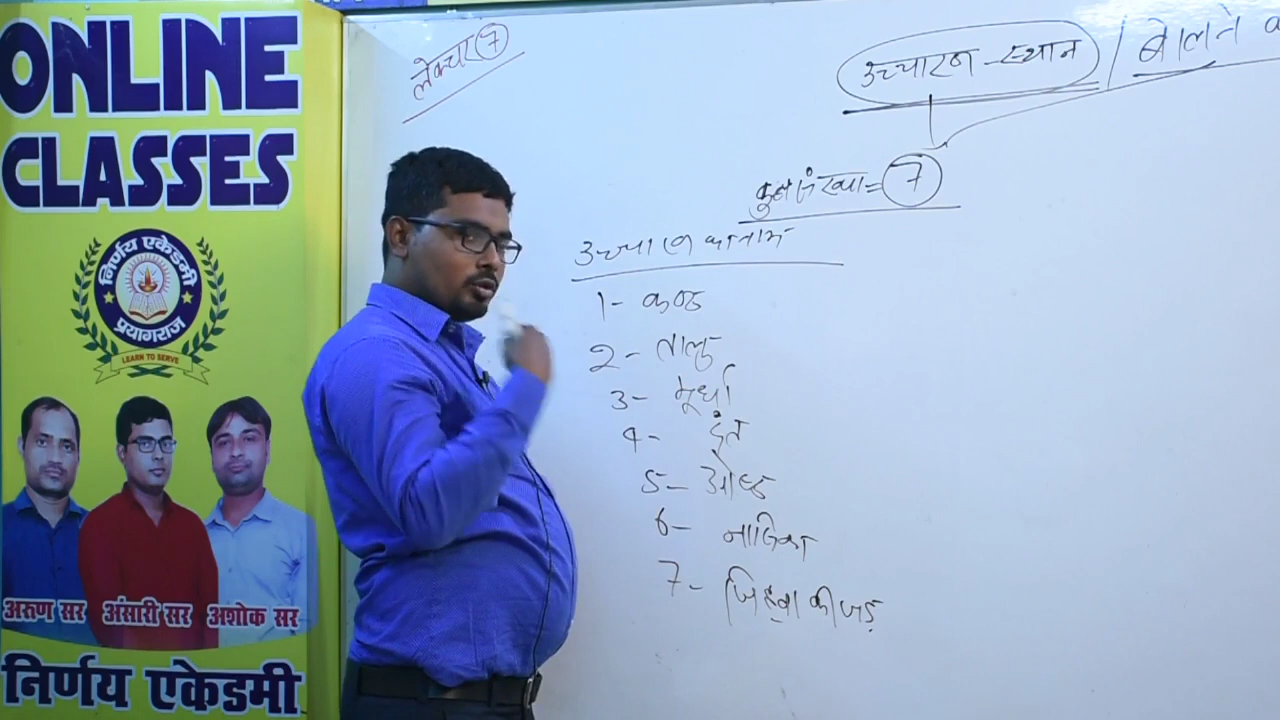 ONLINE
CLASSES
निर्णय एकेडमी
प्रयागराज
LEARN TO SERVE
अरूण सर अंसारी सर अशोक सर
निर्णय एकेडमी
लेक्चर 7
उच्चारण-स्थान / बोलते
कुल संख्या = 7
उच्चारण का नाम
1- कण्ठ
2- तालु
3- मूर्धा
4- दंत
5- ओष्ठ
6- नासिका
7- जिह्वा की जड़